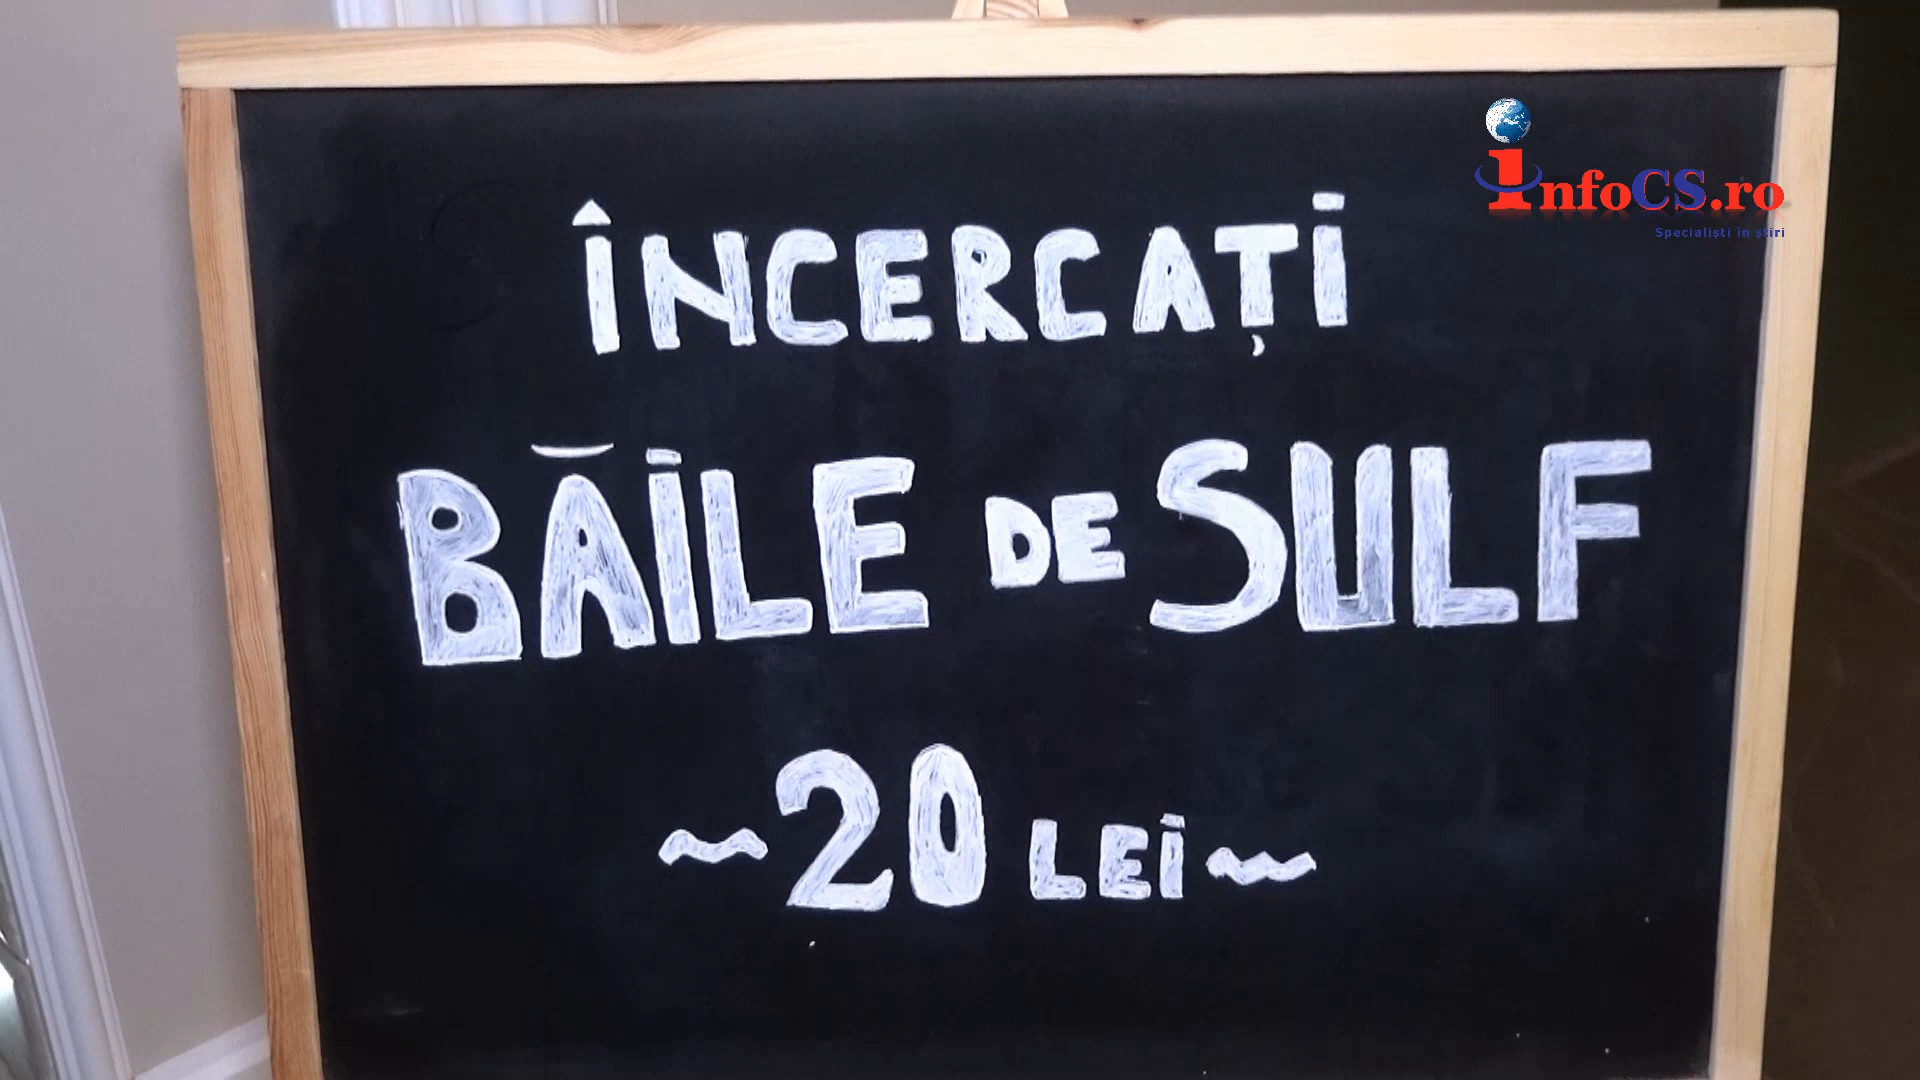 infoCS.ro
Specialiști în știri
ÎNCERCAȚI
BĂILE DE SULF
~20 LEI~